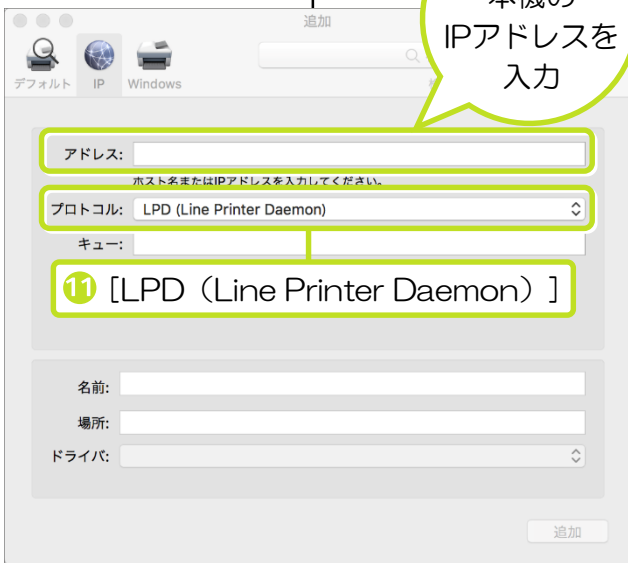 追加
本機の
IPアドレスを
入力
デフォルト IP Windows
アドレス:
ホスト名またはIPアドレスを入力してください。
プロトコル: LPD (Line Printer Daemon)
キュー:
11 [LPD（Line Printer Daemon）]
名前:
場所:
ドライバ:
追加